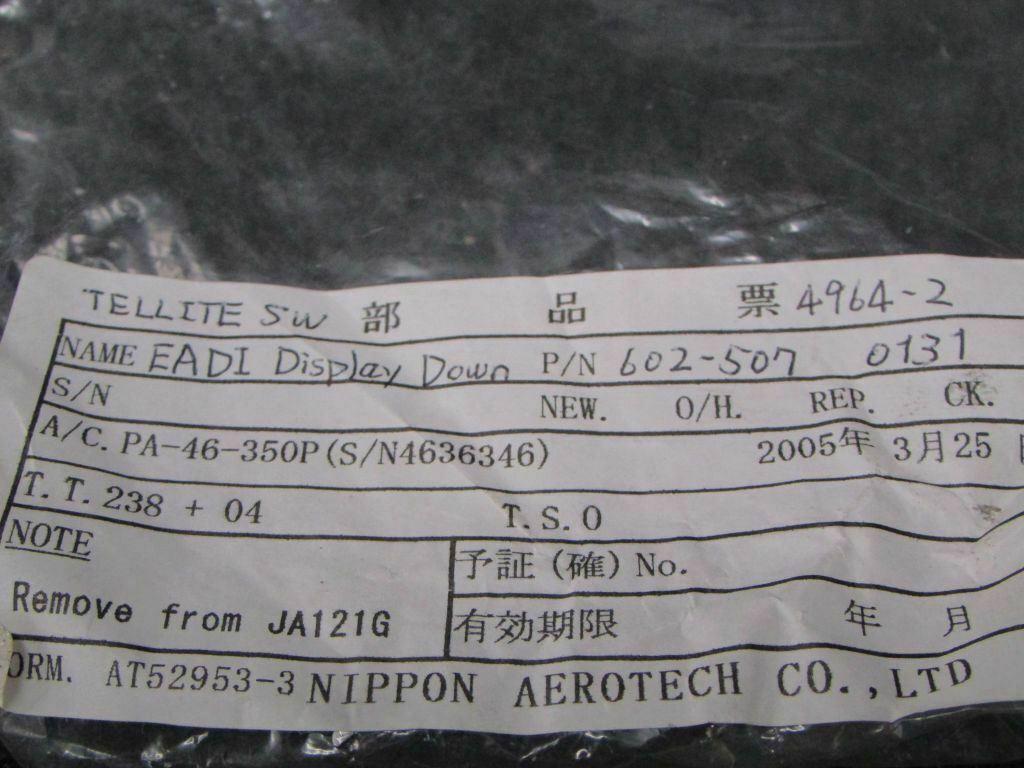 TELLITE SW 部 品 票 4964-2
NAME EADI Display Down P/N 602-507 0131
S/N NEW. O/H. REP. CK.
A/C. PA-46-350P (S/N4636346) 2005年 3月25
T. T. 238 + 04 T. S. O
NOTE
予証 (確) No.
Remove from JA121G
有効期限 年 月
ORM. AT52953-3 NIPPON AEROTECH CO., LTD